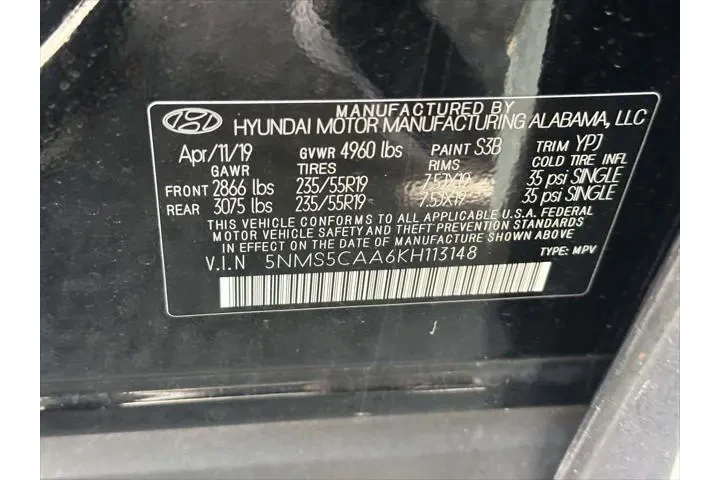 MANUFACTURED BY
HYUNDAI MOTOR MANUFACTURING ALABAMA, LLC
Apr/11/19 GVWR 4960 lbs PAINT S3B TRIM YPJ
GAWR TIRES RIMS COLD TIRE INFL
FRONT 2866 lbs 235/55R19 7.5JX19 35 psi SINGLE
REAR 3075 lbs 235/55R19 7.5JX19 35 psi SINGLE
THIS VEHICLE CONFORMS TO ALL APPLICABLE U.S.A. FEDERAL
MOTOR VEHICLE SAFETY AND THEFT PREVENTION STANDARDS
IN EFFECT ON THE DATE OF MANUFACTURE SHOWN ABOVE.
V.I.N 5NMS5CAA6KH113148 TYPE: MPV